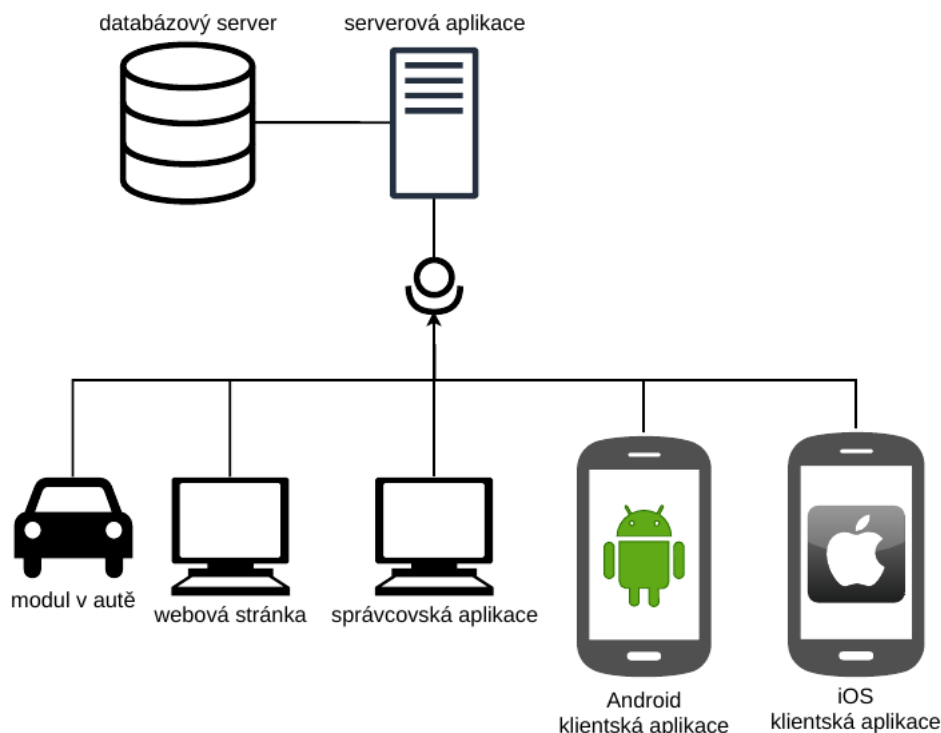 databázový server
serverová aplikace
modul v autě
webová stránka
správcovská aplikace
Android
klientská aplikace
iOS
klientská aplikace